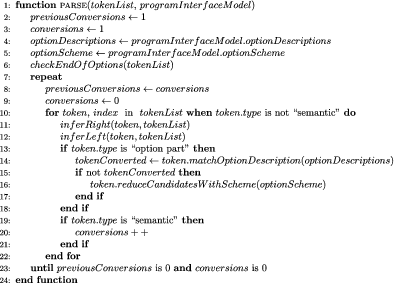 1: function PARSE(tokenList, programInterfaceModel)
2: previousConversions ← 1
3: conversions ← 1
4: optionDescriptions ← programInterfaceModel.optionDescriptions
5: optionScheme ← programInterfaceModel.optionScheme
6: checkEndOfOptions(tokenList)
7: repeat
8: previousConversions ← conversions
9: conversions ← 0
10: for token, index in tokenList when token.type is not “semantic” do
11: inferRight(token, tokenList)
12: inferLeft(token, tokenList)
13: if token.type is “option part” then
14: tokenConverted ← token.matchOptionDescription(optionDescriptions)
15: if not tokenConverted then
16: token.reduceCandidatesWithScheme(optionScheme)
17: end if
18: end if
19: if token.type is “semantic” then
20: conversions + +
21: end if
22: end for
23: until previousConversions is 0 and conversions is 0
24: end function